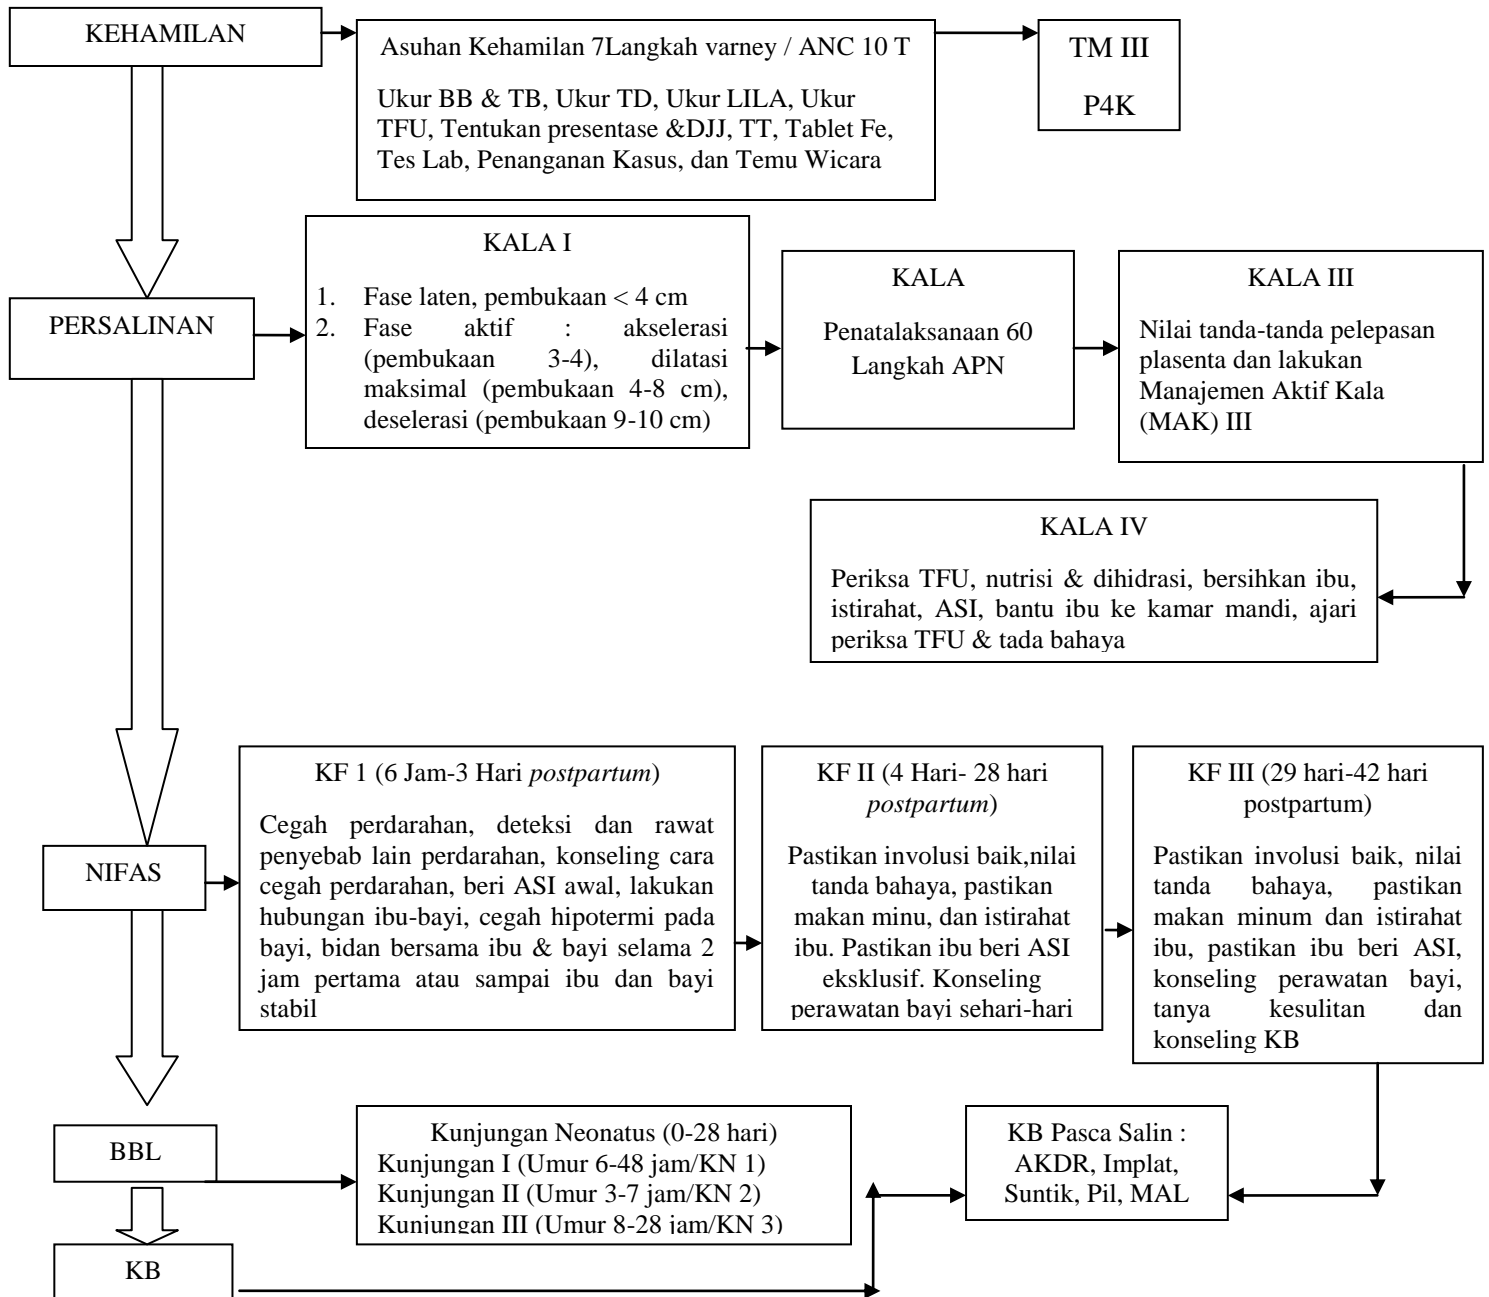 KEHAMILAN
Asuhan Kehamilan 7Langkah varney / ANC 10 T
Ukur BB & TB, Ukur TD, Ukur LILA, Ukur
TFU, Tentukan presentase &DJJ, TT, Tablet Fe,
Tes Lab, Penanganan Kasus, dan Temu Wicara
TM III
P4K
PERSALINAN
KALA I
1. Fase laten, pembukaan < 4 cm
2. Fase aktif : akselerasi
(pembukaan 3-4), dilatasi
maksimal (pembukaan 4-8 cm),
deselerasi (pembukaan 9-10 cm)
KALA
Penatalaksanaan 60
Langkah APN
KALA III
Nilai tanda-tanda pelepasan
plasenta dan lakukan
Manajemen Aktif Kala
(MAK) III
KALA IV
Periksa TFU, nutrisi & dihidrasi, bersihkan ibu,
istirahat, ASI, bantu ibu ke kamar mandi, ajari
periksa TFU & tada bahaya
NIFAS
KF 1 (6 Jam-3 Hari postpartum)
Cegah perdarahan, deteksi dan rawat
penyebab lain perdarahan, konseling cara
cegah perdarahan, beri ASI awal, lakukan
hubungan ibu-bayi, cegah hipotermi pada
bayi, bidan bersama ibu & bayi selama 2
jam pertama atau sampai ibu dan bayi
stabil
KF II (4 Hari- 28 hari
postpartum)
Pastikan involusi baik,nilai
tanda bahaya, pastikan
makan minu, dan istirahat
ibu. Pastikan ibu beri ASI
eksklusif. Konseling
perawatan bayi sehari-hari
KF III (29 hari-42 hari
postpartum)
Pastikan involusi baik, nilai
tanda bahaya, pastikan
makan minum dan istirahat
ibu, pastikan ibu beri ASI,
konseling perawatan bayi,
tanya kesulitan dan
konseling KB
BBL
Kunjungan Neonatus (0-28 hari)
Kunjungan I (Umur 6-48 jam/KN 1)
Kunjungan II (Umur 3-7 jam/KN 2)
Kunjungan III (Umur 8-28 jam/KN 3)
KB Pasca Salin :
AKDR, Implat,
Suntik, Pil, MAL
KB